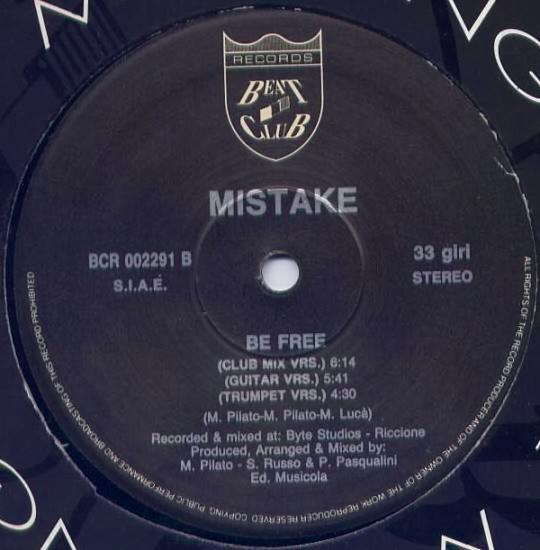 RECORDS
BENT
CLUB
MISTAKE
BCR 002291 B
S.I.A.E.
33 giri
STEREO
BE FREE
(CLUB MIX VRS.) 6:14
(GUITAR VRS.) 5:41
(TRUMPET VRS.) 4:30
(M. Pilato-M. Pilato-M. Lucà)
Recorded & mixed at: Byte Studios - Riccione
Produced, Arranged & Mixed by:
M. Pilato - S. Russo & P. Pasqualini
Ed. Musicola
ALL RIGHTS OF THE RECORD PRODUCER AND OF THE OWNER OF THE WORK REPRODUCER RESERVED COPYING PUBLIC PERFORMANCE AND BROADCASTING OF THIS RECORD PROHIBITED